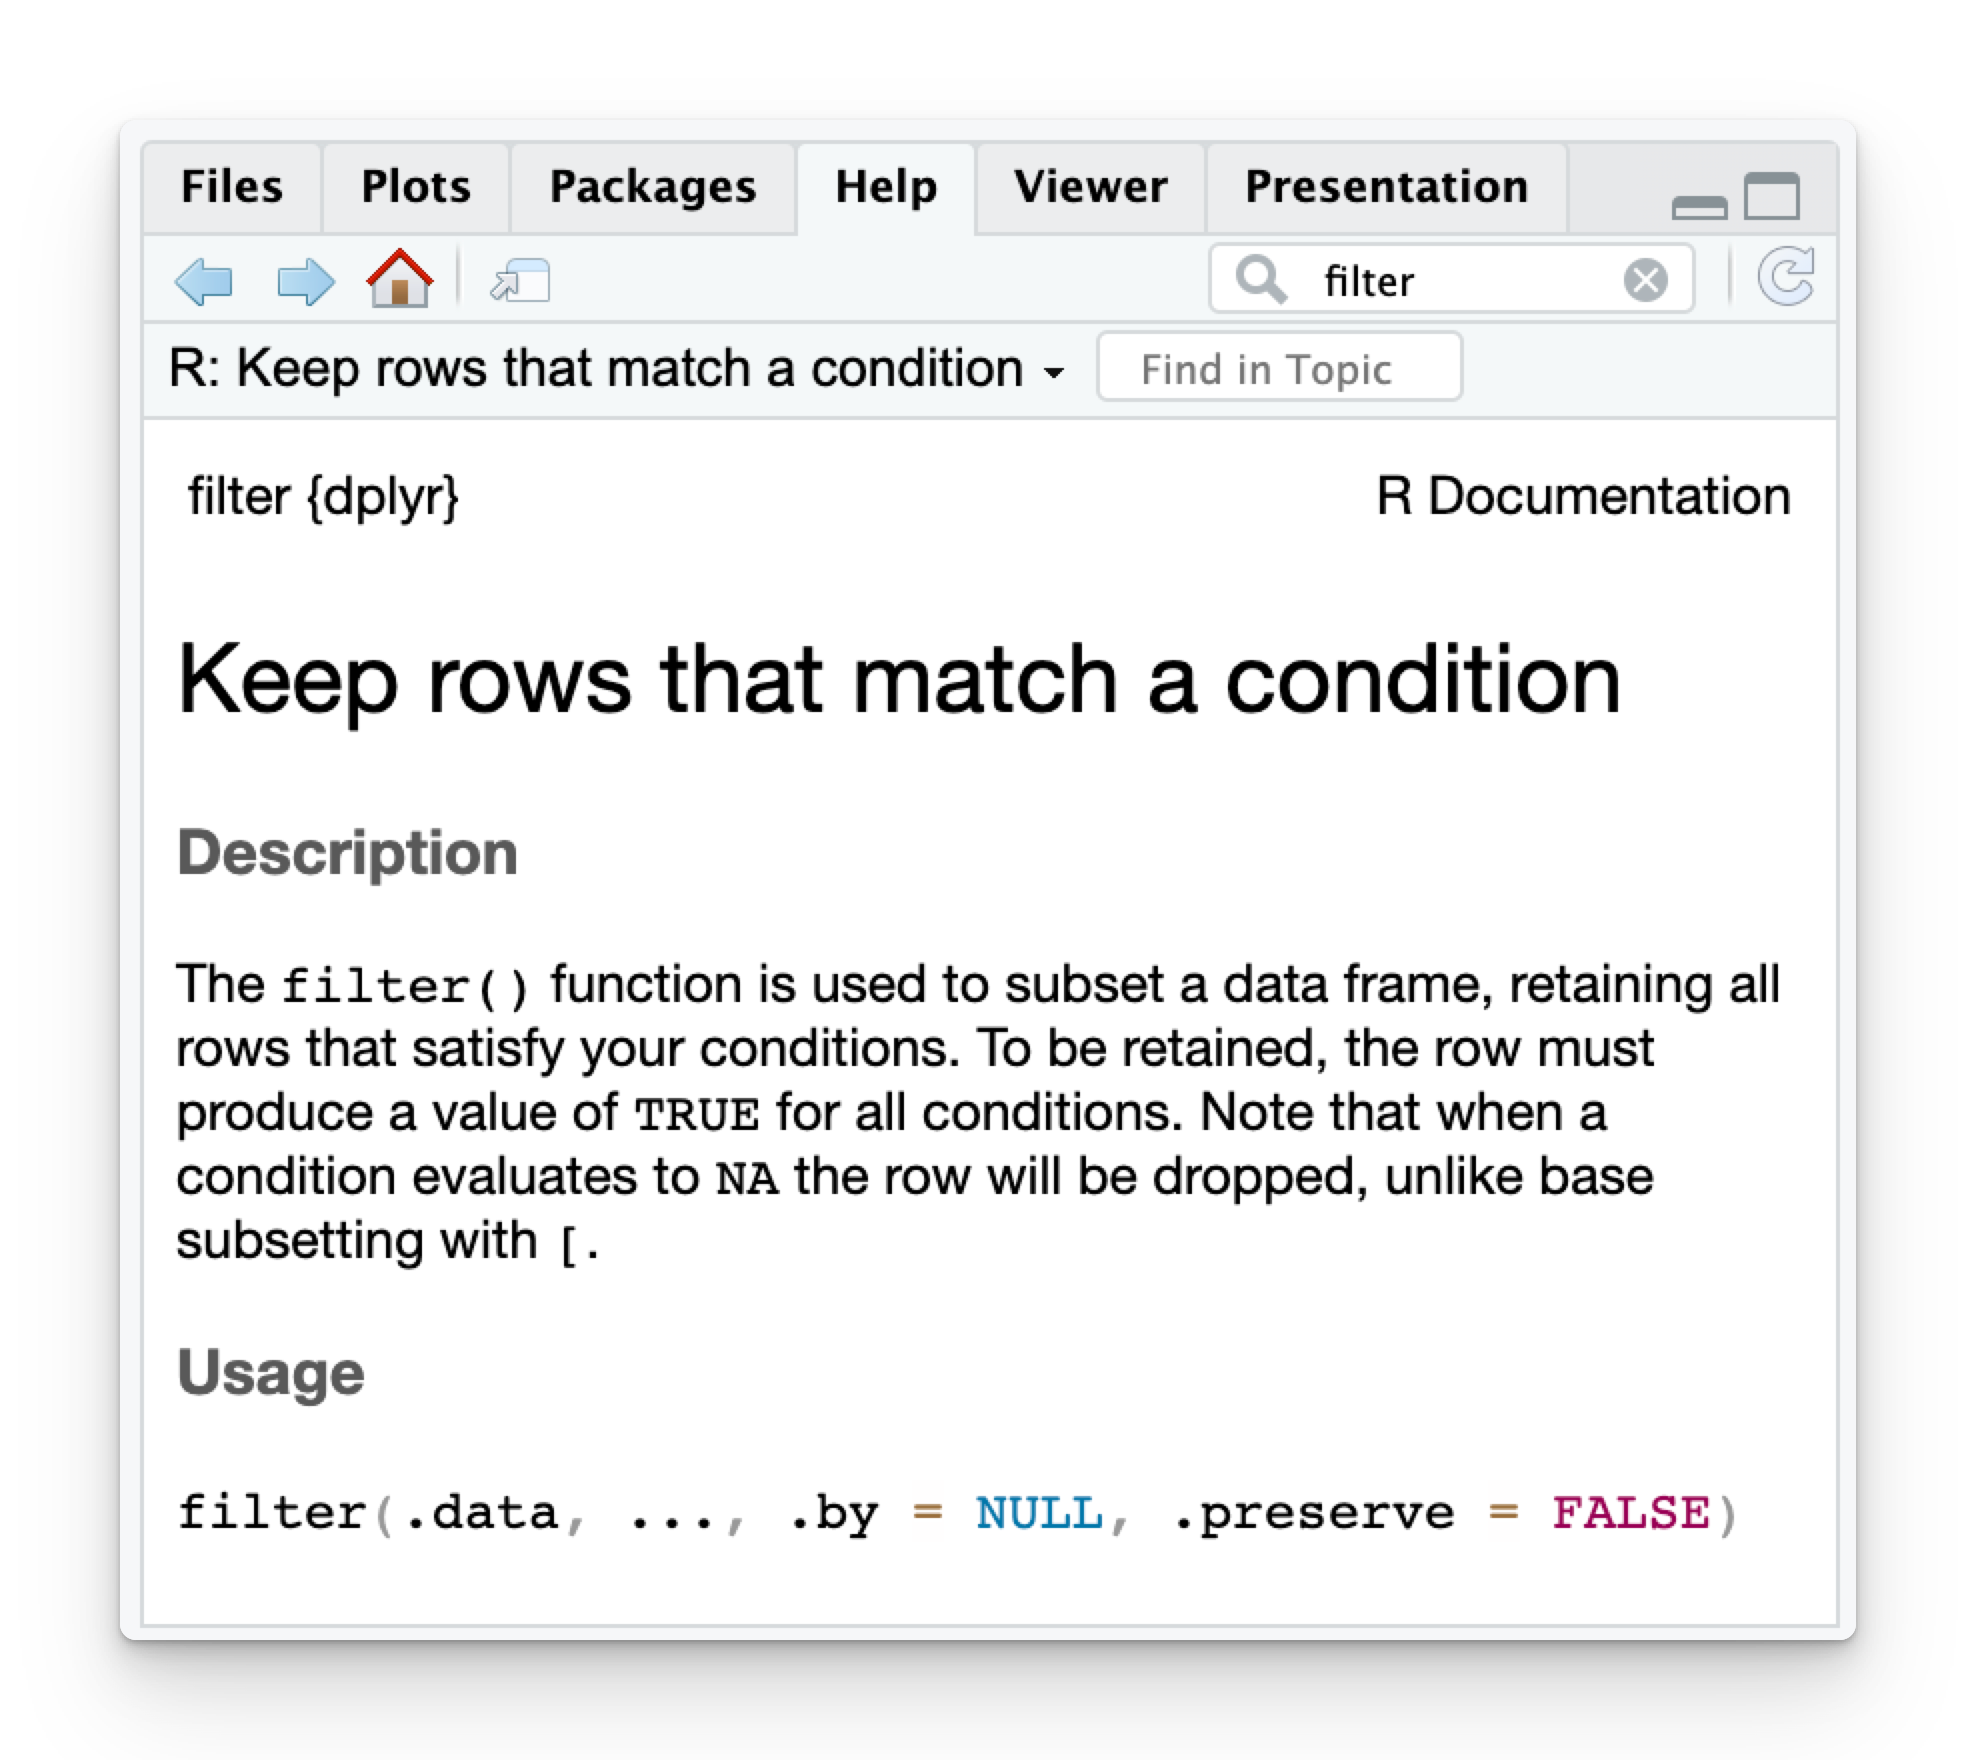 Files Plots Packages Help Viewer Presentation
filter
R: Keep rows that match a condition Find in Topic
filter {dplyr} R Documentation
Keep rows that match a condition
Description
The filter() function is used to subset a data frame, retaining all
rows that satisfy your conditions. To be retained, the row must
produce a value of TRUE for all conditions. Note that when a
condition evaluates to NA the row will be dropped, unlike base
subsetting with [.
Usage
filter(.data, ..., .by = NULL, .preserve = FALSE)